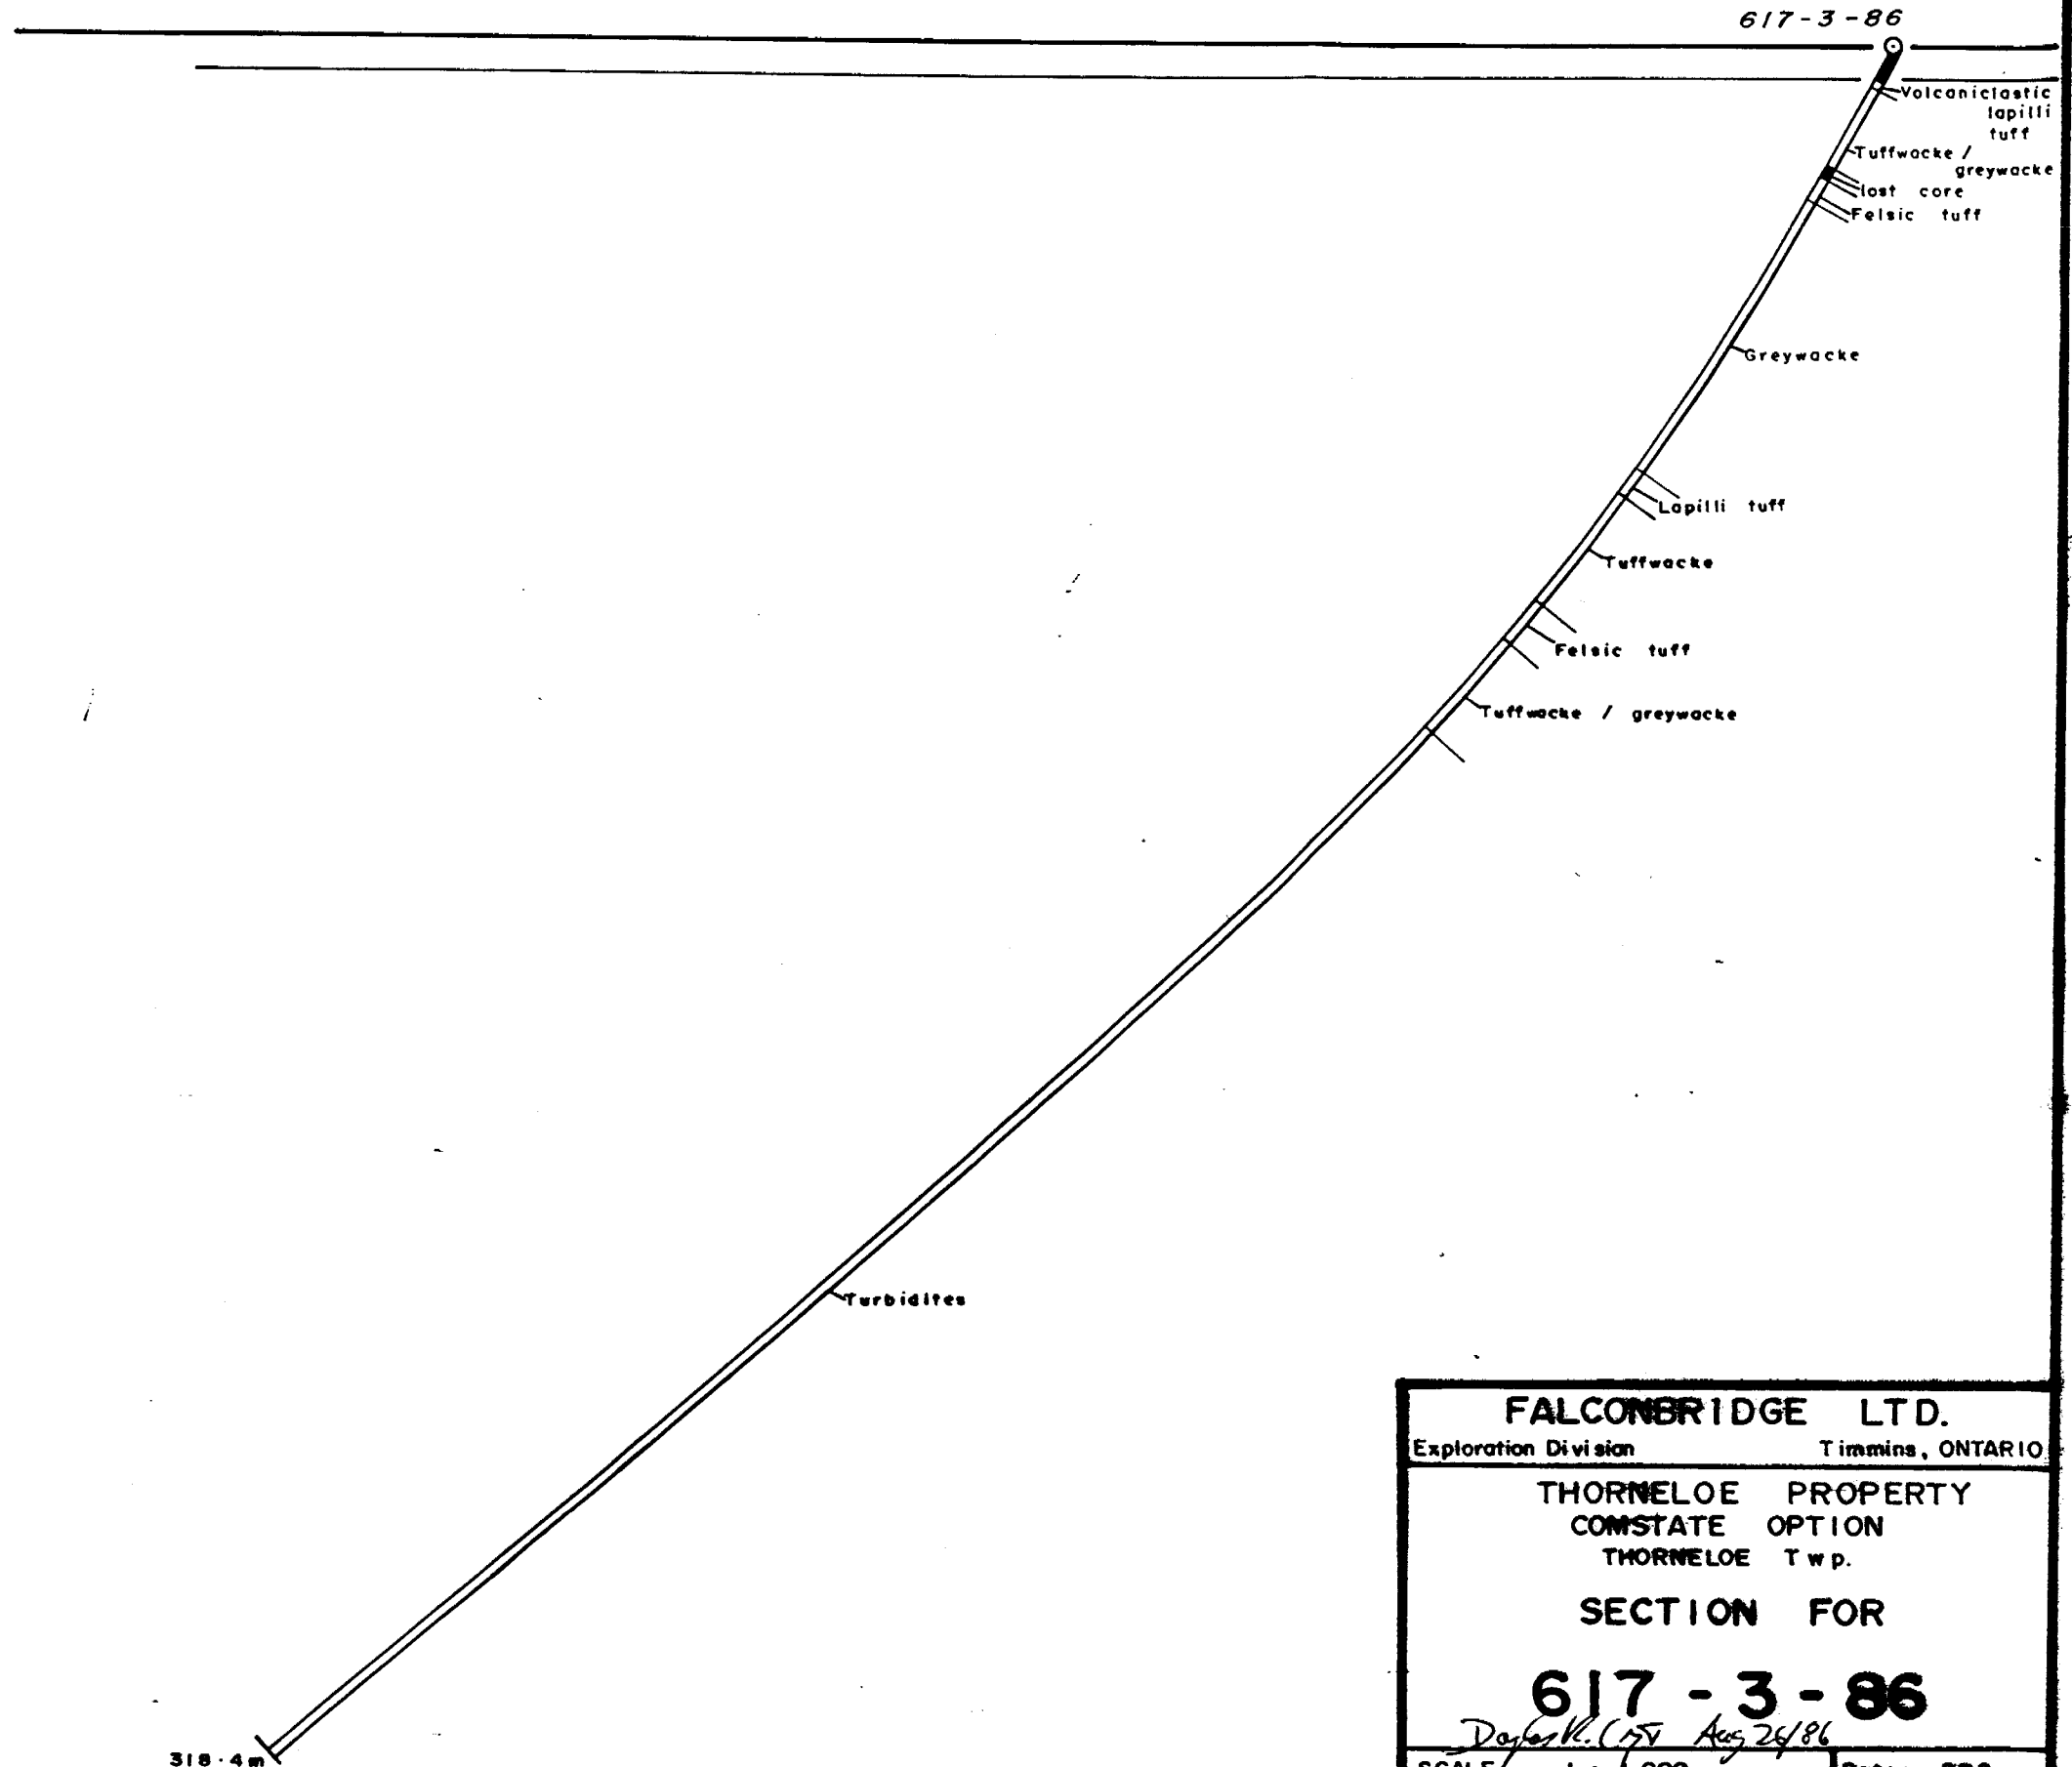 617-3-86
Volcaniclastic
lapilli
tuff
Tuffwacke /
greywacke
lost core
Felsic tuff
Greywacke
Lapilli tuff
Tuffwacke
Felsic tuff
Tuffwacke / greywacke
Turbidites
318.4m
FALCONBRIDGE LTD.
Exploration Division Timmins, ONTARIO
THORNELOE PROPERTY
COMSTATE OPTION
THORNELOE Twp.
SECTION FOR
617-3-86
Aug 26/86
SCALE